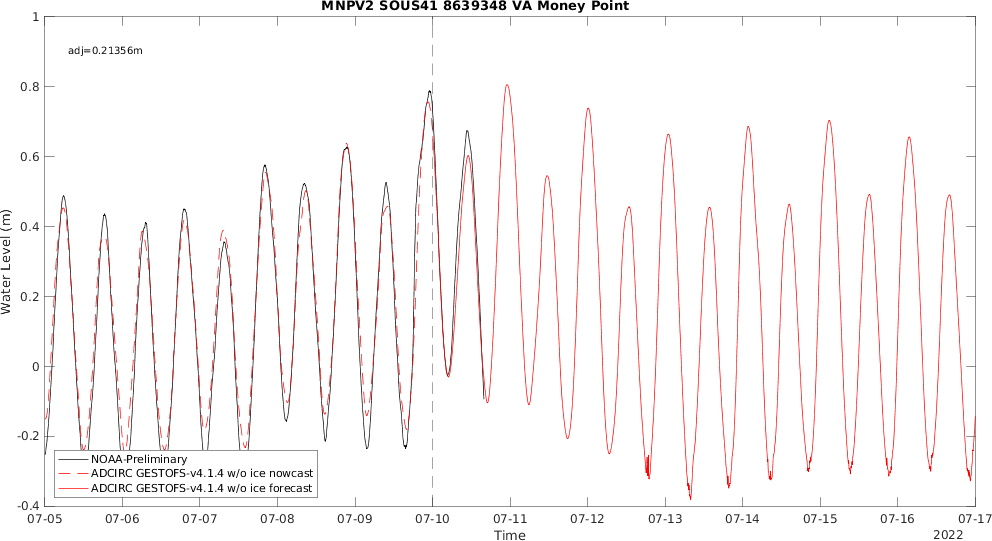 MNPV2 SOUS41 8639348 VA Money Point
1
adj=0.21356m
0.8
0.6
0.4
Water Level (m)
0.2
0
-0.2
NOAA-Preliminary
ADCIRC GESTOFS-v4.1.4 w/o ice nowcast
ADCIRC GESTOFS-v4.1.4 w/o ice forecast
-0.4
07-05 07-06 07-07 07-08 07-09 07-10 07-11 07-12 07-13 07-14 07-15 07-16 07-17
Time
2022